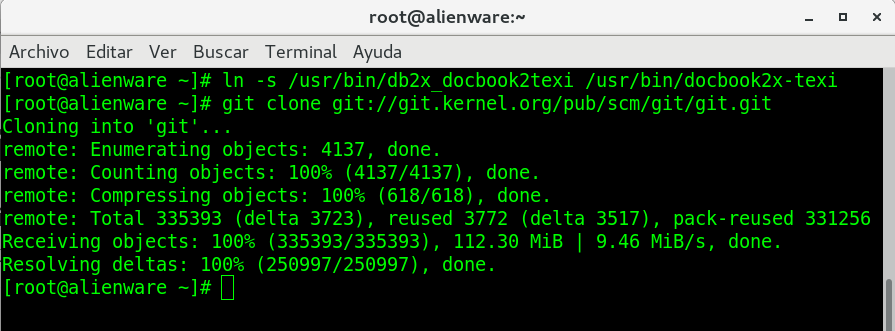 root@alienware:~
Archivo Editar Ver Buscar Terminal Ayuda
[root@alienware ~]# ln -s /usr/bin/db2x_docbook2texi /usr/bin/docbook2x-texi
[root@alienware ~]# git clone git://git.kernel.org/pub/scm/git/git.git
Cloning into 'git'...
remote: Enumerating objects: 4137, done.
remote: Counting objects: 100% (4137/4137), done.
remote: Compressing objects: 100% (618/618), done.
remote: Total 335393 (delta 3723), reused 3772 (delta 3517), pack-reused 331256
Receiving objects: 100% (335393/335393), 112.30 MiB | 9.46 MiB/s, done.
Resolving deltas: 100% (250997/250997), done.
[root@alienware ~]#